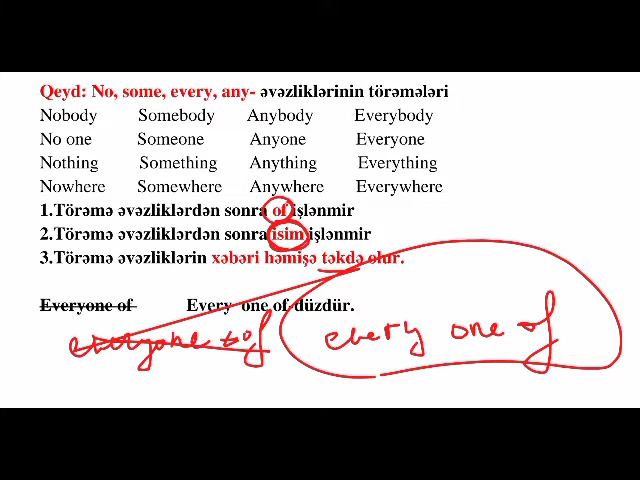 Qeyd: No, some, every, any- əvəzliklərinin törəmələri
Nobody Somebody Anybody Everybody
No one Someone Anyone Everyone
Nothing Something Anything Everything
Nowhere Somewhere Anywhere Everywhere
1.Törəmə əvəzliklərdən sonra of işlənmir
2.Törəmə əvəzliklərdən sonra isim işlənmir
3.Törəmə əvəzliklərin xəbəri həmişə təkdə olur.
Everyone of Every one of-düzdür.
everyone of every one of